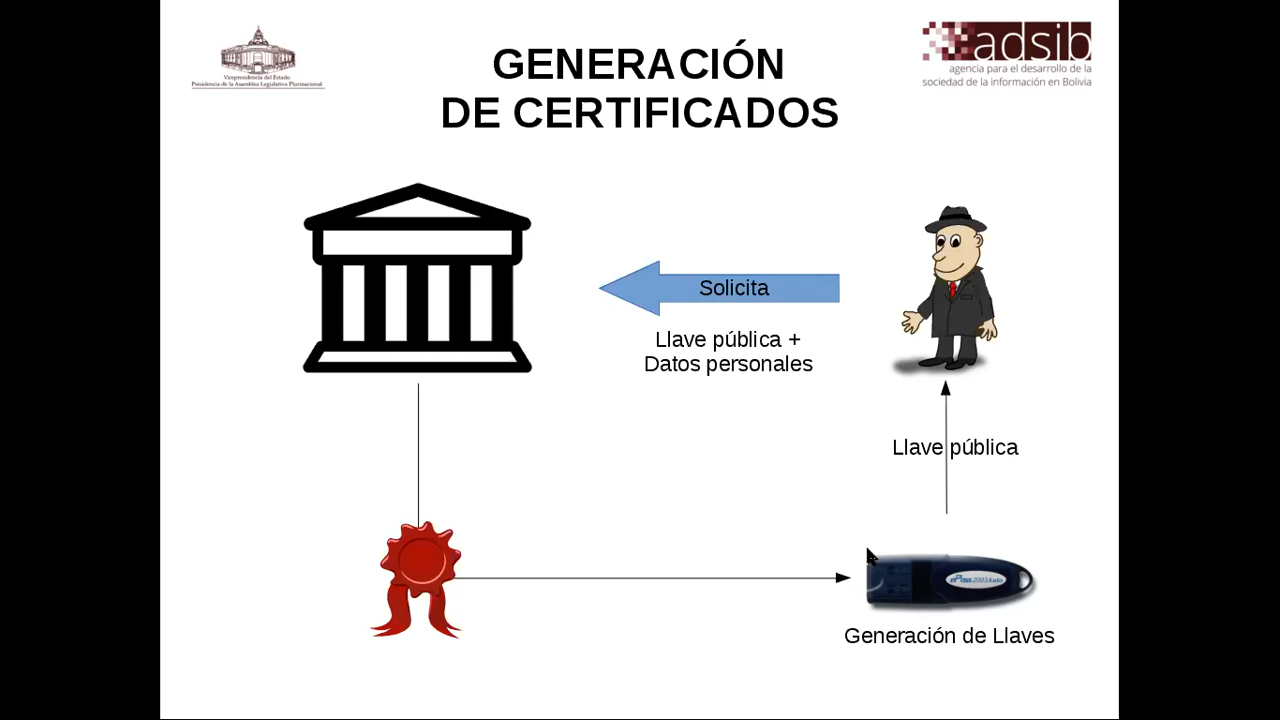 Vicepresidencia del Estado
Presidencia de la Asamblea Legislativa Plurinacional
adsib
agencia para el desarrollo de la
sociedad de la información en Bolivia
GENERACIÓN
DE CERTIFICADOS
Solicita
Llave pública +
Datos personales
Llave pública
ePass2003Auto
Generación de Llaves